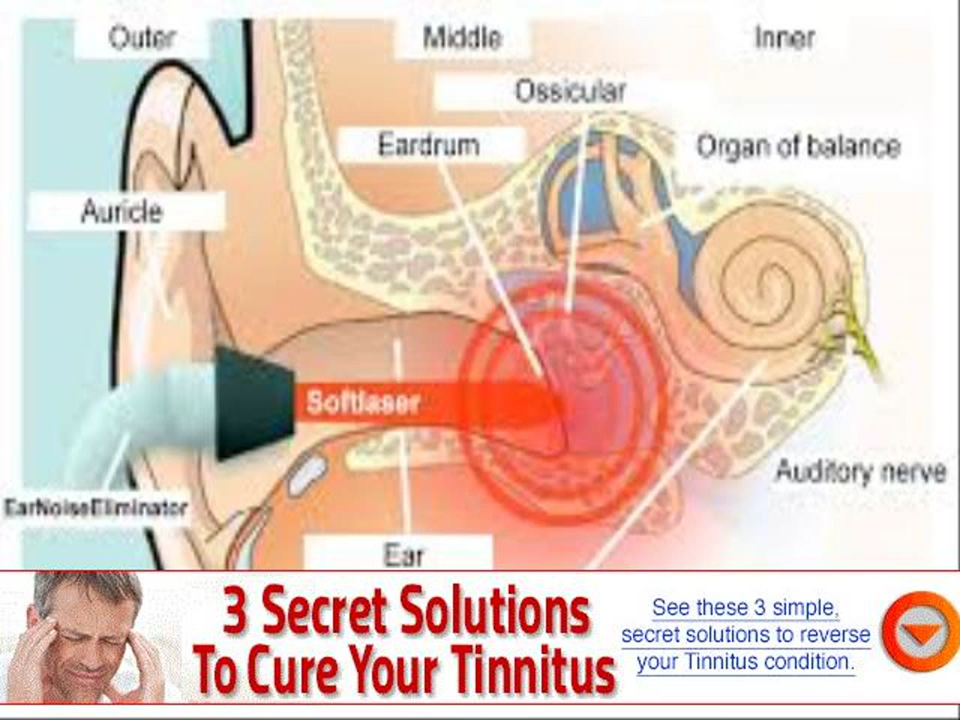 Outer
Middle
Inner
Ossicular
Eardrum
Organ of balance
Auricle
Softlaser
Auditory nerve
EarNoiseEliminator
Ear
3 Secret Solutions
To Cure Your Tinnitus
See these 3 simple,
secret solutions to reverse
your Tinnitus condition.